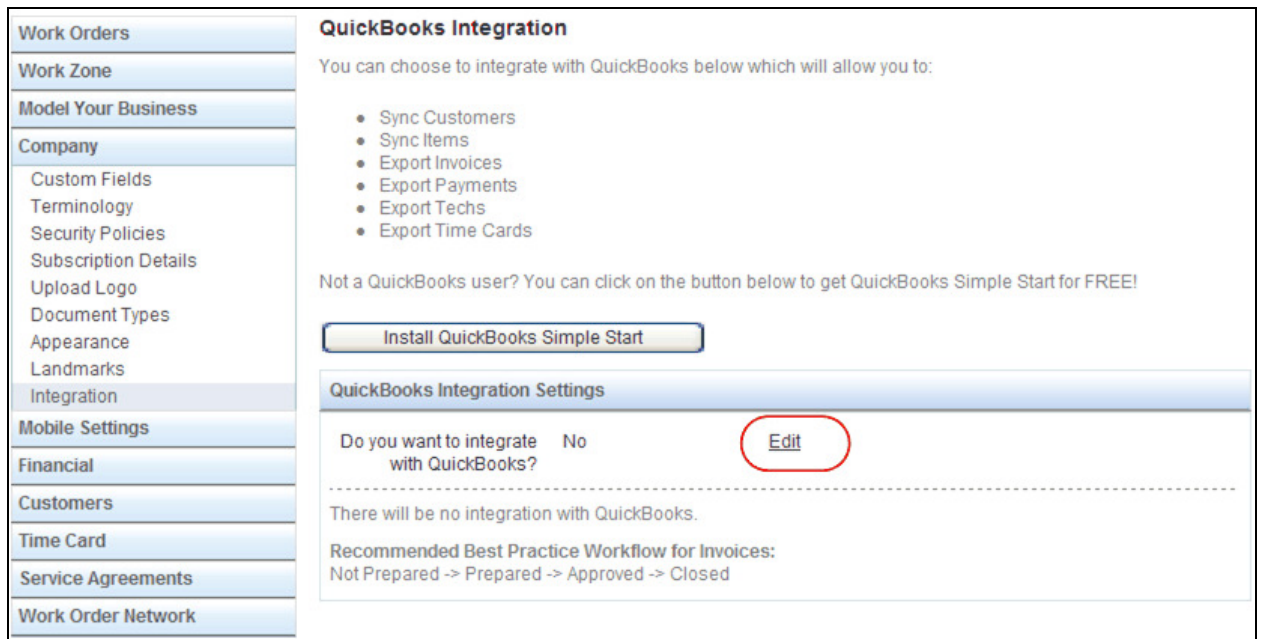 Work Orders
Work Zone
Model Your Business
Company
Custom Fields
Terminology
Security Policies
Subscription Details
Upload Logo
Document Types
Appearance
Landmarks
Integration
Mobile Settings
Financial
Customers
Time Card
Service Agreements
Work Order Network
QuickBooks Integration
You can choose to integrate with QuickBooks below which will allow you to:
● Sync Customers
● Sync Items
● Export Invoices
● Export Payments
● Export Techs
● Export Time Cards
Not a QuickBooks user? You can click on the button below to get QuickBooks Simple Start for FREE!
Install QuickBooks Simple Start
QuickBooks Integration Settings
Do you want to integrate No Edit
with QuickBooks?
There will be no integration with QuickBooks.
Recommended Best Practice Workflow for Invoices:
Not Prepared -> Prepared -> Approved -> Closed